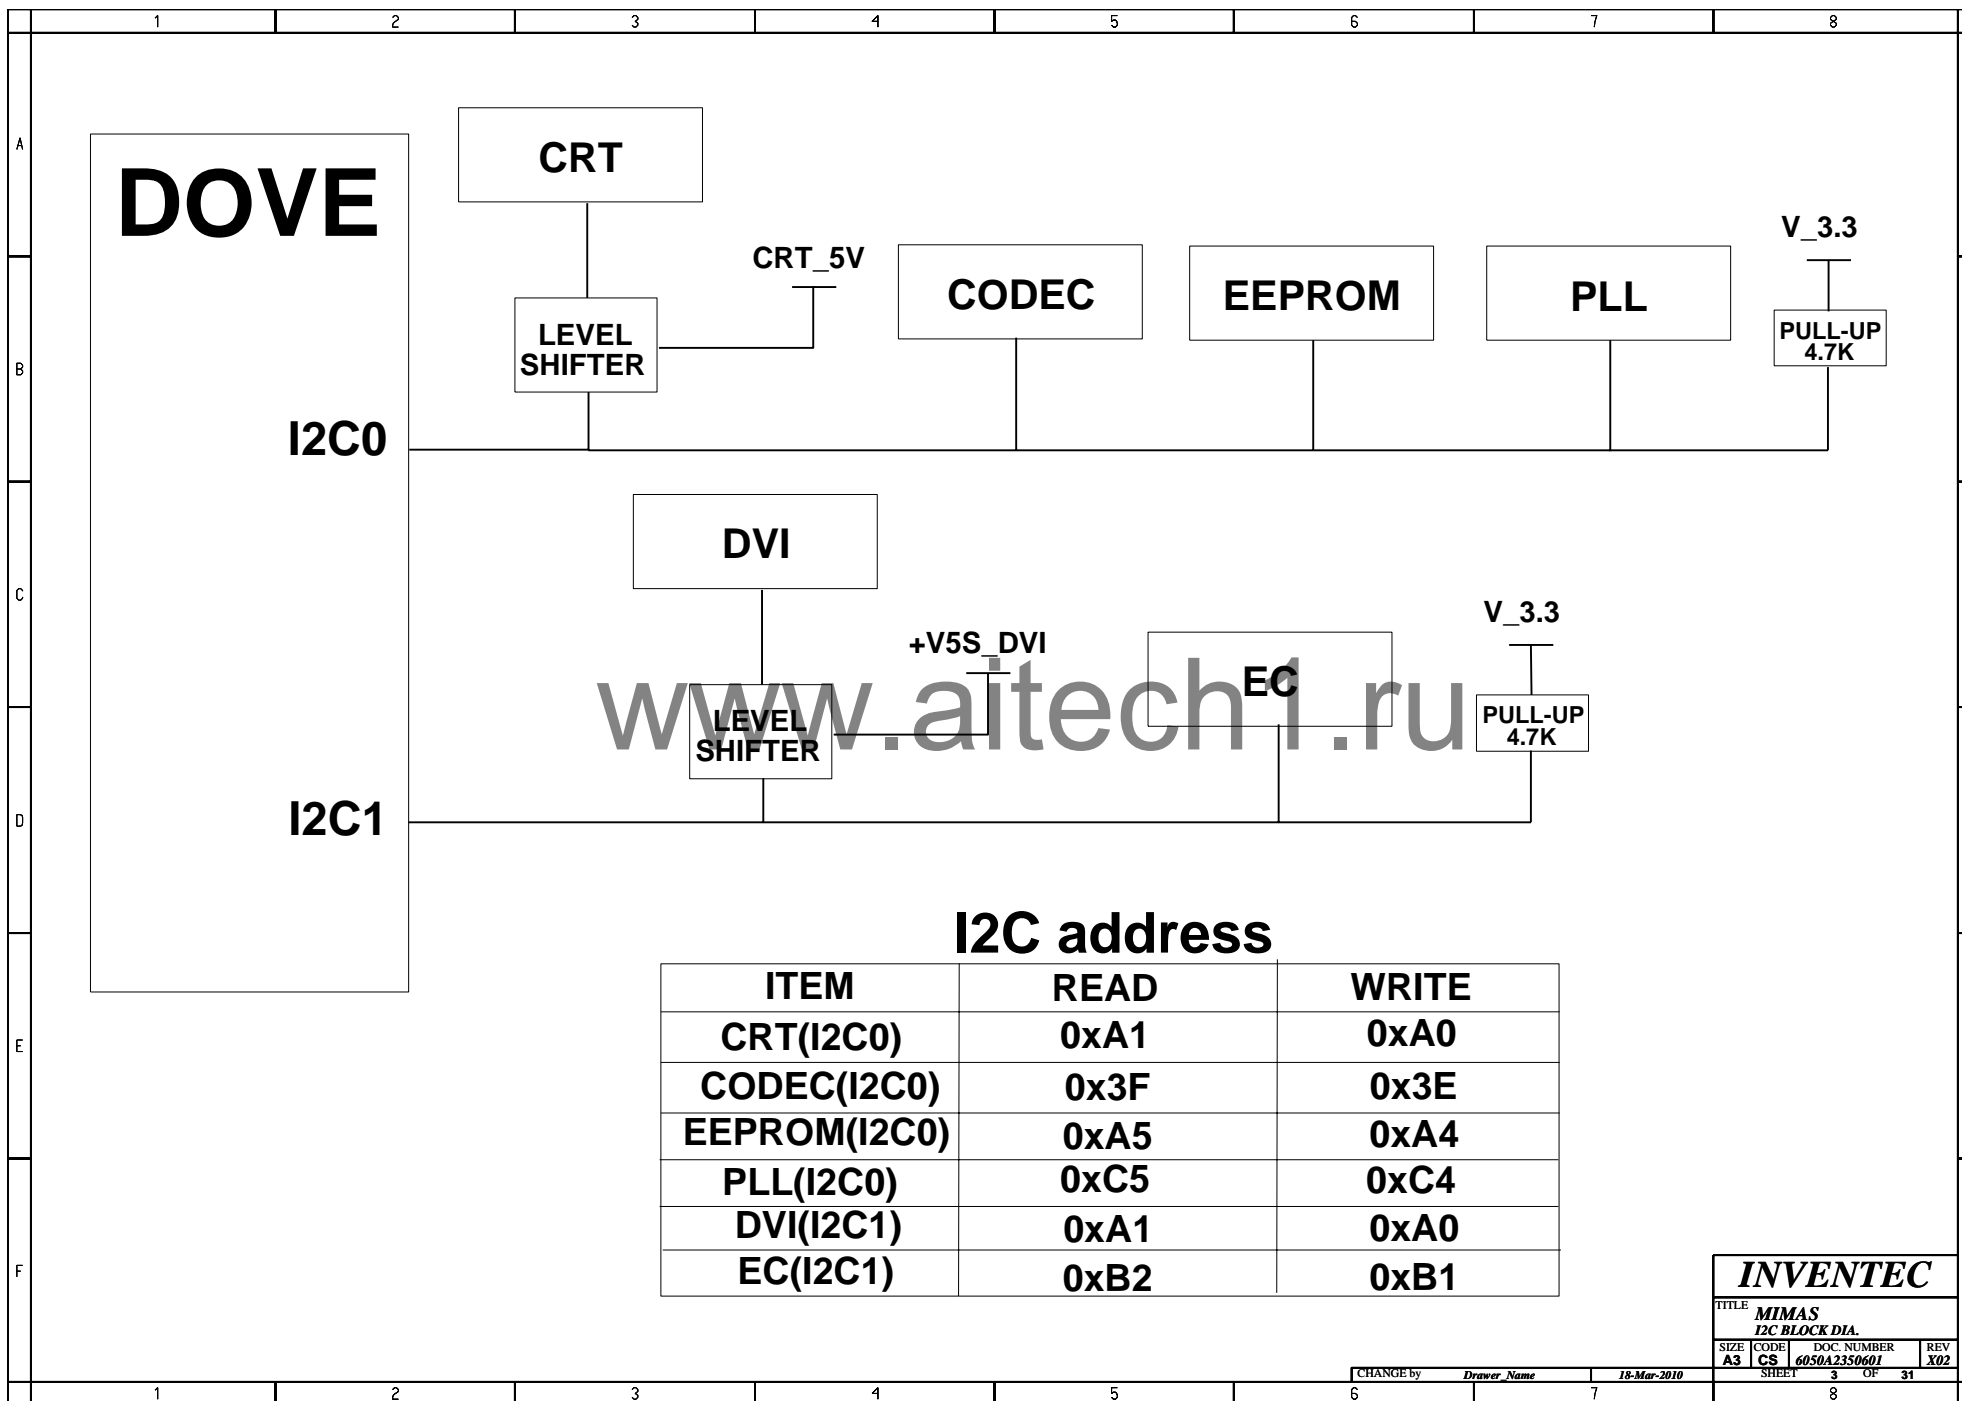 1 2 3 4 5 6 7 8
A
B
C
D
E
F
DOVE
CRT
LEVEL
SHIFTER
CRT_5V
CODEC
EEPROM
PLL
V_3.3
PULL-UP
4.7K
I2C0
DVI
LEVEL
SHIFTER
+V5S_DVI
EC
V_3.3
PULL-UP
4.7K
I2C1
www.aitech1.ru
I2C address
ITEM READ WRITE
CRT(I2C0) 0xA1 0xA0
CODEC(I2C0) 0x3F 0x3E
EEPROM(I2C0) 0xA5 0xA4
PLL(I2C0) 0xC5 0xC4
DVI(I2C1) 0xA1 0xA0
EC(I2C1) 0xB2 0xB1
INVENTEC
TITLE MIMAS
I2C BLOCK DIA.
SIZE CODE DOC. NUMBER REV
A3 CS 6050A2350601 X02
CHANGE by Drawer_Name 18-Mar-2010 SHEET 3 OF 31
1 2 3 4 5 6 7 8